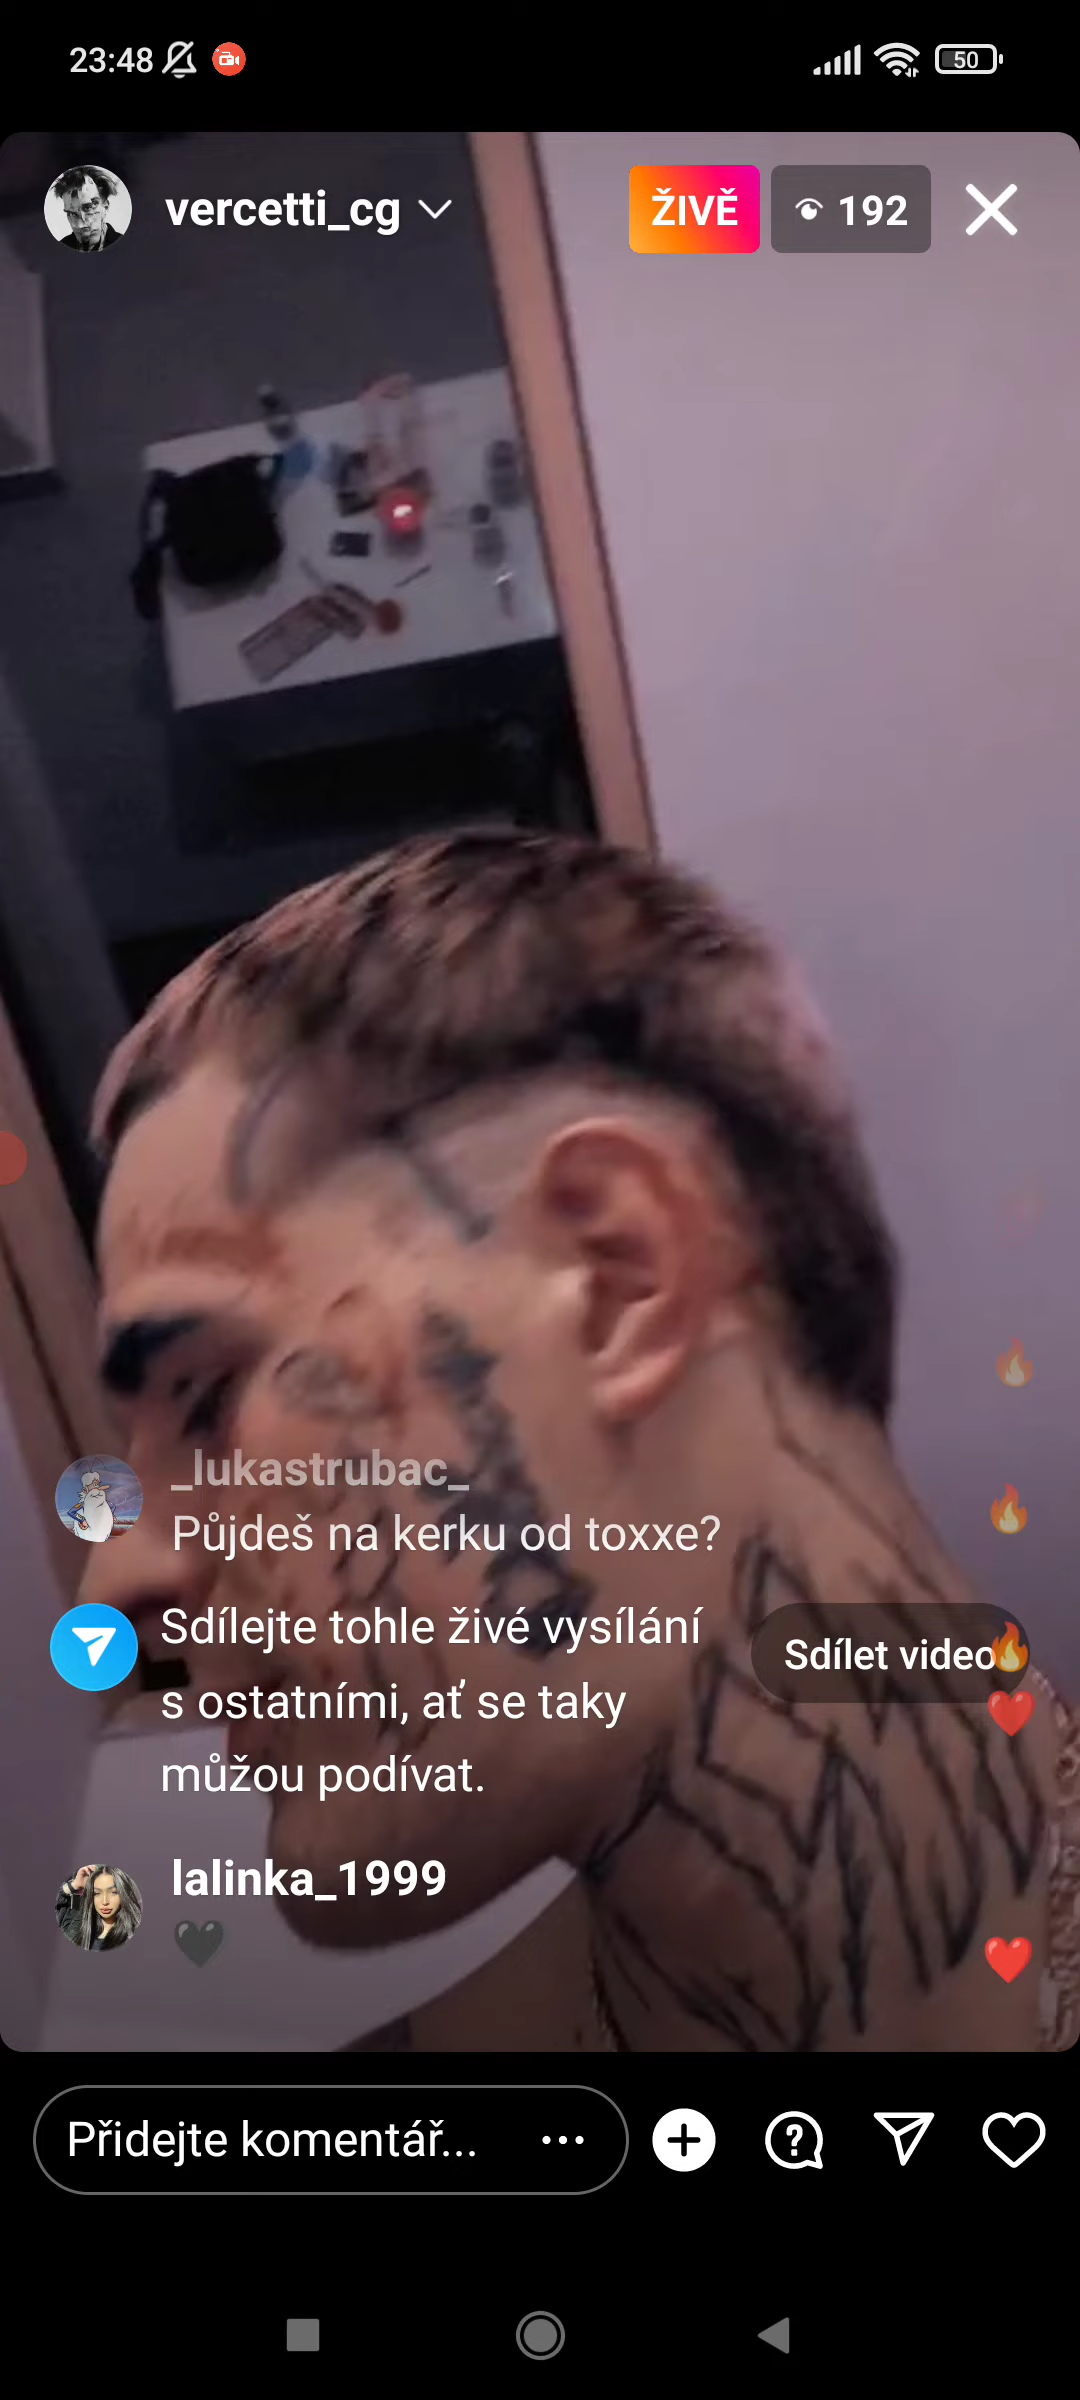 23:48
50
vercetti_cg
ŽIVĚ
192
_lukastrubac_
Půjdeš na kerku od toxxe?
Sdílejte tohle živé vysílání
s ostatními, ať se taky
můžou podívat.
Sdílet video
lalinka_1999
Přidejte komentář...